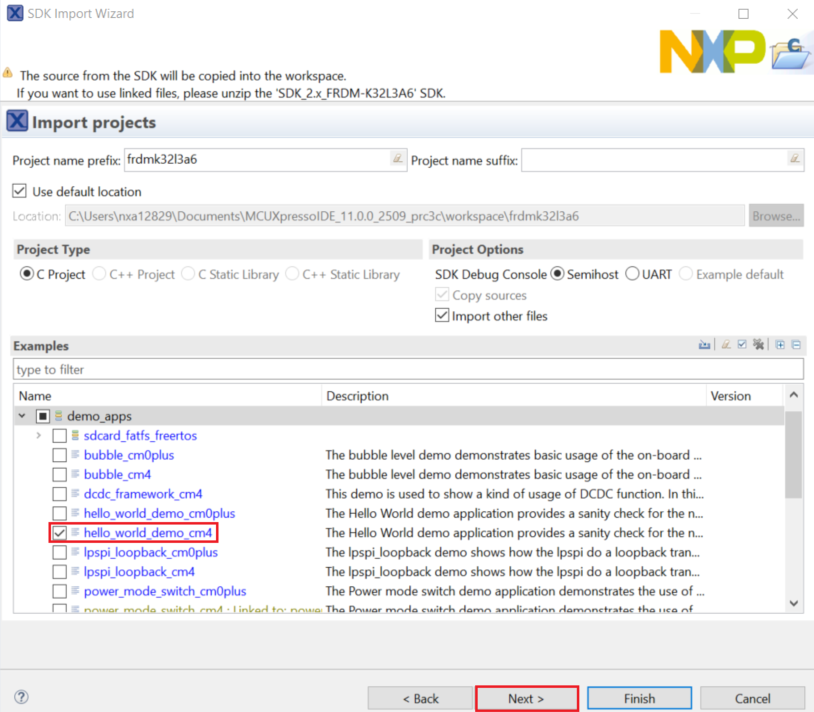 SDK Import Wizard
NXP
C
The source from the SDK will be copied into the workspace.
If you want to use linked files, please unzip the 'SDK_2.x_FRDM-K32L3A6' SDK.
Import projects
Project name prefix: frdmk32l3a6 Project name suffix:
Use default location
Location: C:\Users\nxa12829\Documents\MCUXpressoIDE_11.0.0_2509_prc3c\workspace\frdmk32l3a6 Browse...
Project Type Project Options
C Project C++ Project C Static Library C++ Static Library SDK Debug Console Semihost UART Example default
Copy sources
Import other files
Examples
type to filter
Name Description Version
demo_apps
sdcard_fatfs_freertos
bubble_cm0plus The bubble level demo demonstrates basic usage of the on-board ...
bubble_cm4 The bubble level demo demonstrates basic usage of the on-board ...
dcdc_framework_cm4 This demo is used to show a kind of usage of DCDC function. In thi...
hello_world_demo_cm0plus The Hello World demo application provides a sanity check for the n...
hello_world_demo_cm4 The Hello World demo application provides a sanity check for the n...
lpspi_loopback_cm0plus The lpspi_loopback demo shows how the lpspi do a loopback tran...
lpspi_loopback_cm4 The lpspi_loopback demo shows how the lpspi do a loopback tran...
power_mode_switch_cm0plus The Power mode switch demo application demonstrates the use of ...
power_mode_switch_cm4 : Linked to: powe The Power mode switch demo application demonstrates the use of
? < Back Next > Finish Cancel